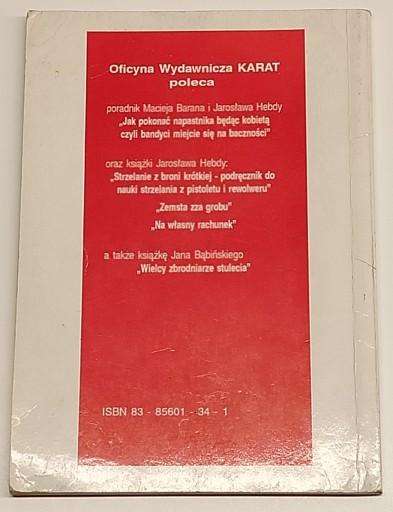 Oficyna Wydawnicza KARAT
poleca
poradnik Macieja Barana i Jarosława Hebdy
„Jak pokonać napastnika będąc kobietą
czyli bandyci miejcie się na baczności”
oraz książki Jarosława Hebdy:
„Strzelanie z broni krótkiej - podręcznik do
nauki strzelania z pistoletu i rewolweru”
„Zemsta zza grobu”
„Na własny rachunek”
a także książkę Jana Bąbińskiego
„Wielcy zbrodniarze stulecia”
ISBN 83 - 85601 - 34 - 1